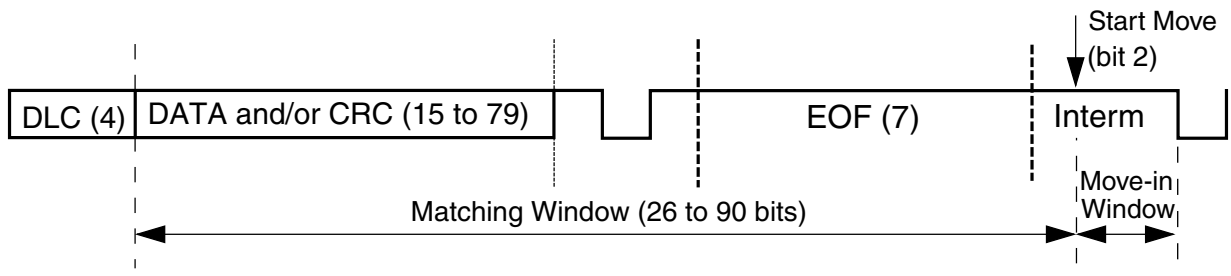 Start Move
(bit 2)
DLC (4)
DATA and/or CRC (15 to 79)
EOF (7)
Interm
Matching Window (26 to 90 bits)
Move-in
Window